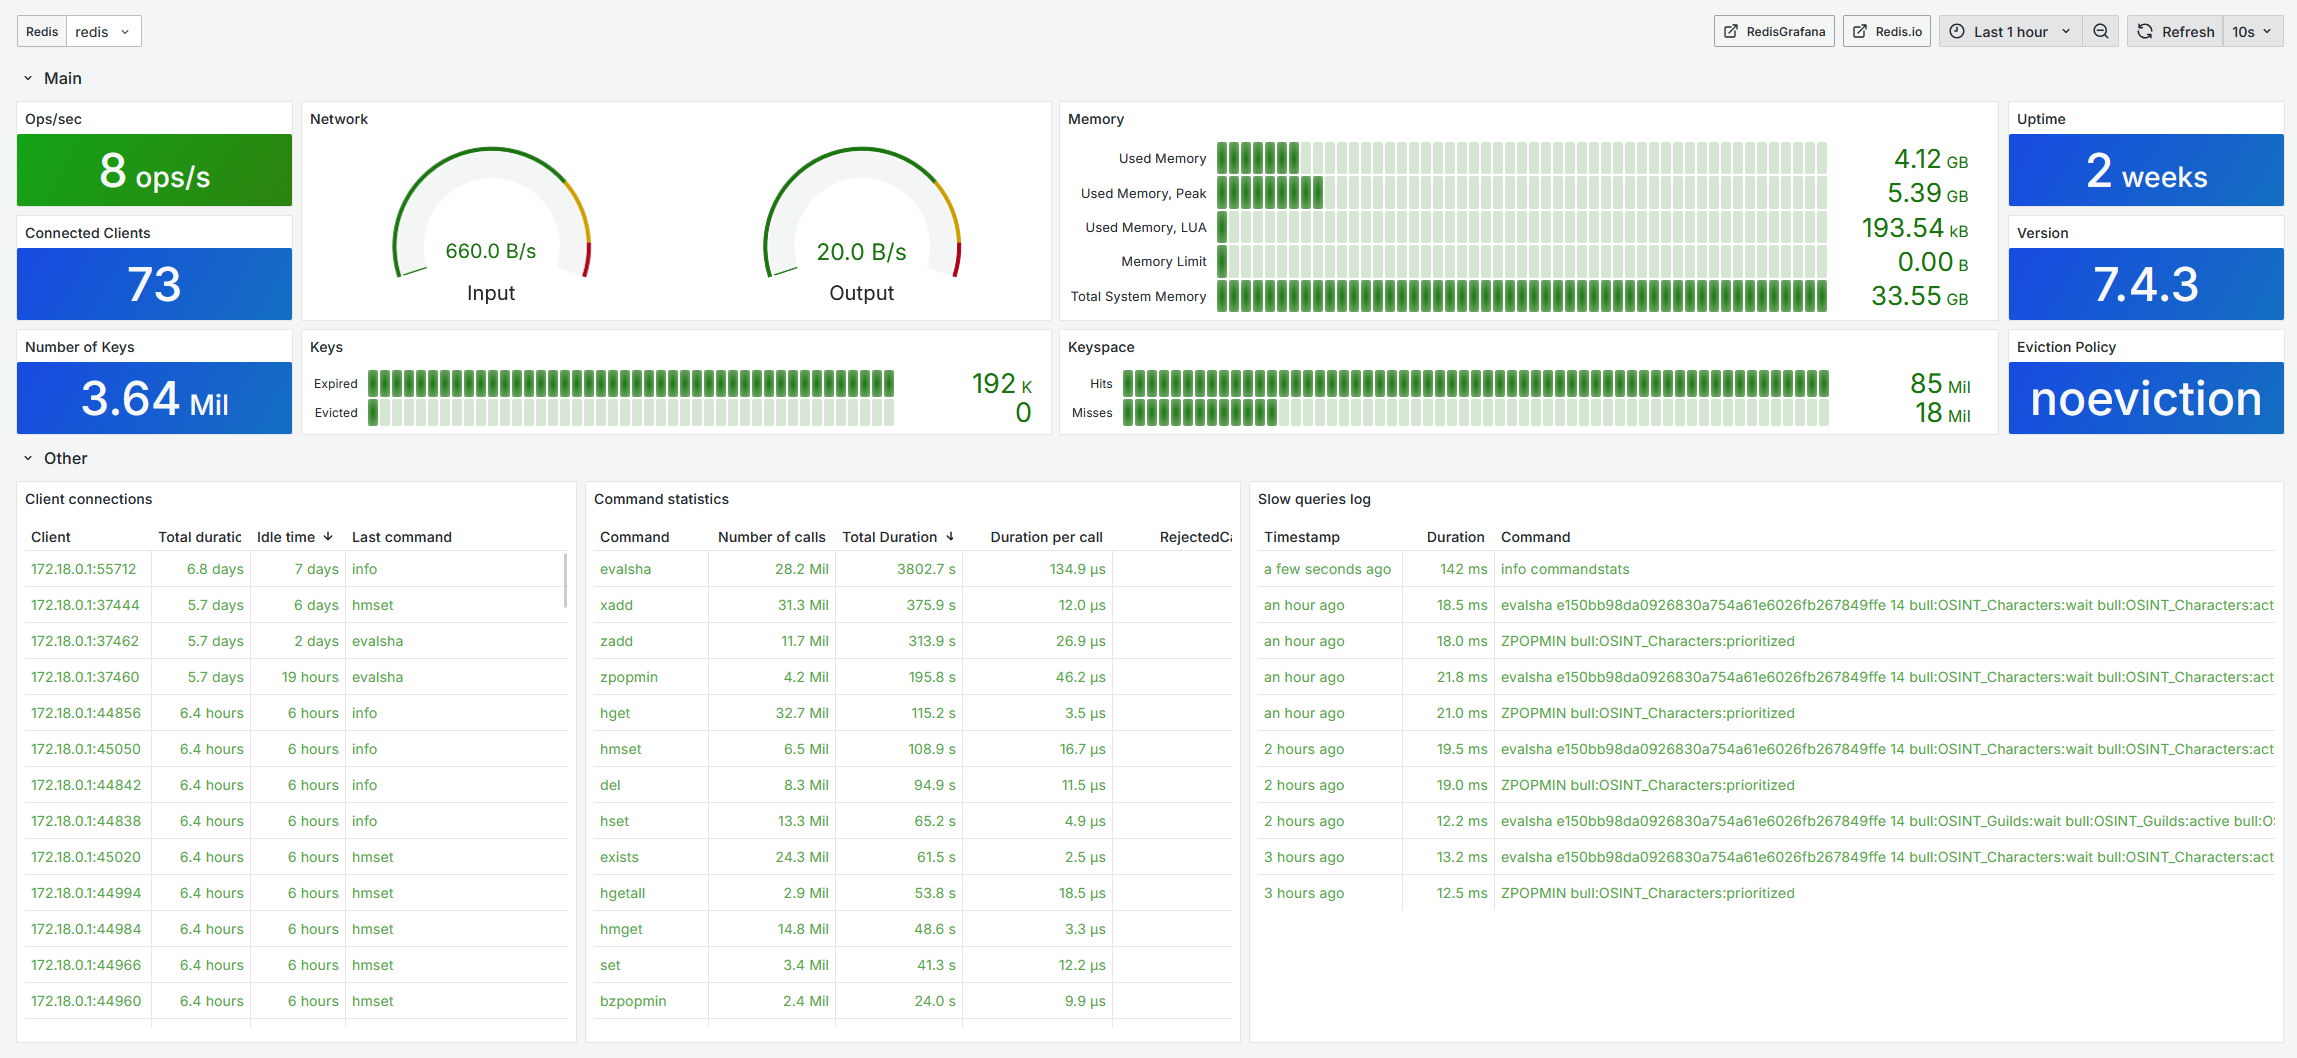 Redis redis RedisGrafana Redis.io Last 1 hour Refresh 10s
Main
Ops/sec
8 ops/s
Connected Clients
73
Number of Keys
3.64 Mil
Network
660.0 B/s
Input
20.0 B/s
Output
Keys
Expired 192 K
Evicted 0
Memory
Used Memory 4.12 GB
Used Memory, Peak 5.39 GB
Used Memory, LUA 193.54 kB
Memory Limit 0.00 B
Total System Memory 33.55 GB
Keyspace
Hits 85 Mil
Misses 18 Mil
Uptime
2 weeks
Version
7.4.3
Eviction Policy
noeviction
Other
Client connections
Client Total duratic Idle time Last command
172.18.0.1:55712 6.8 days 7 days info
172.18.0.1:37444 5.7 days 6 days hmset
172.18.0.1:37462 5.7 days 2 days evalsha
172.18.0.1:37460 5.7 days 19 hours evalsha
172.18.0.1:44856 6.4 hours 6 hours info
172.18.0.1:45050 6.4 hours 6 hours info
172.18.0.1:44842 6.4 hours 6 hours info
172.18.0.1:44838 6.4 hours 6 hours info
172.18.0.1:45020 6.4 hours 6 hours hmset
172.18.0.1:44994 6.4 hours 6 hours hmset
172.18.0.1:44984 6.4 hours 6 hours hmset
172.18.0.1:44966 6.4 hours 6 hours hmset
172.18.0.1:44960 6.4 hours 6 hours hmset
Command statistics
Command Number of calls Total Duration Duration per call RejectedCa
evalsha 28.2 Mil 3802.7 s 134.9 µs
xadd 31.3 Mil 375.9 s 12.0 µs
zadd 11.7 Mil 313.9 s 26.9 µs
zpopmin 4.2 Mil 195.8 s 46.2 µs
hget 32.7 Mil 115.2 s 3.5 µs
hmset 6.5 Mil 108.9 s 16.7 µs
del 8.3 Mil 94.9 s 11.5 µs
hset 13.3 Mil 65.2 s 4.9 µs
exists 24.3 Mil 61.5 s 2.5 µs
hgetall 2.9 Mil 53.8 s 18.5 µs
hmget 14.8 Mil 48.6 s 3.3 µs
set 3.4 Mil 41.3 s 12.2 µs
bzpopmin 2.4 Mil 24.0 s 9.9 µs
Slow queries log
Timestamp Duration Command
a few seconds ago 142 ms info commandstats
an hour ago 18.5 ms evalsha e150bb98da0926830a754a61e6026fb267849ffe 14 bull:OSINT_Characters:wait bull:OSINT_Characters:act
an hour ago 18.0 ms ZPOPMIN bull:OSINT_Characters:prioritized
an hour ago 21.8 ms evalsha e150bb98da0926830a754a61e6026fb267849ffe 14 bull:OSINT_Characters:wait bull:OSINT_Characters:act
an hour ago 21.0 ms ZPOPMIN bull:OSINT_Characters:prioritized
2 hours ago 19.5 ms evalsha e150bb98da0926830a754a61e6026fb267849ffe 14 bull:OSINT_Characters:wait bull:OSINT_Characters:act
2 hours ago 19.0 ms ZPOPMIN bull:OSINT_Characters:prioritized
2 hours ago 12.2 ms evalsha e150bb98da0926830a754a61e6026fb267849ffe 14 bull:OSINT_Guilds:wait bull:OSINT_Guilds:active bull:OS
3 hours ago 13.2 ms evalsha e150bb98da0926830a754a61e6026fb267849ffe 14 bull:OSINT_Characters:wait bull:OSINT_Characters:act
3 hours ago 12.5 ms ZPOPMIN bull:OSINT_Characters:prioritized